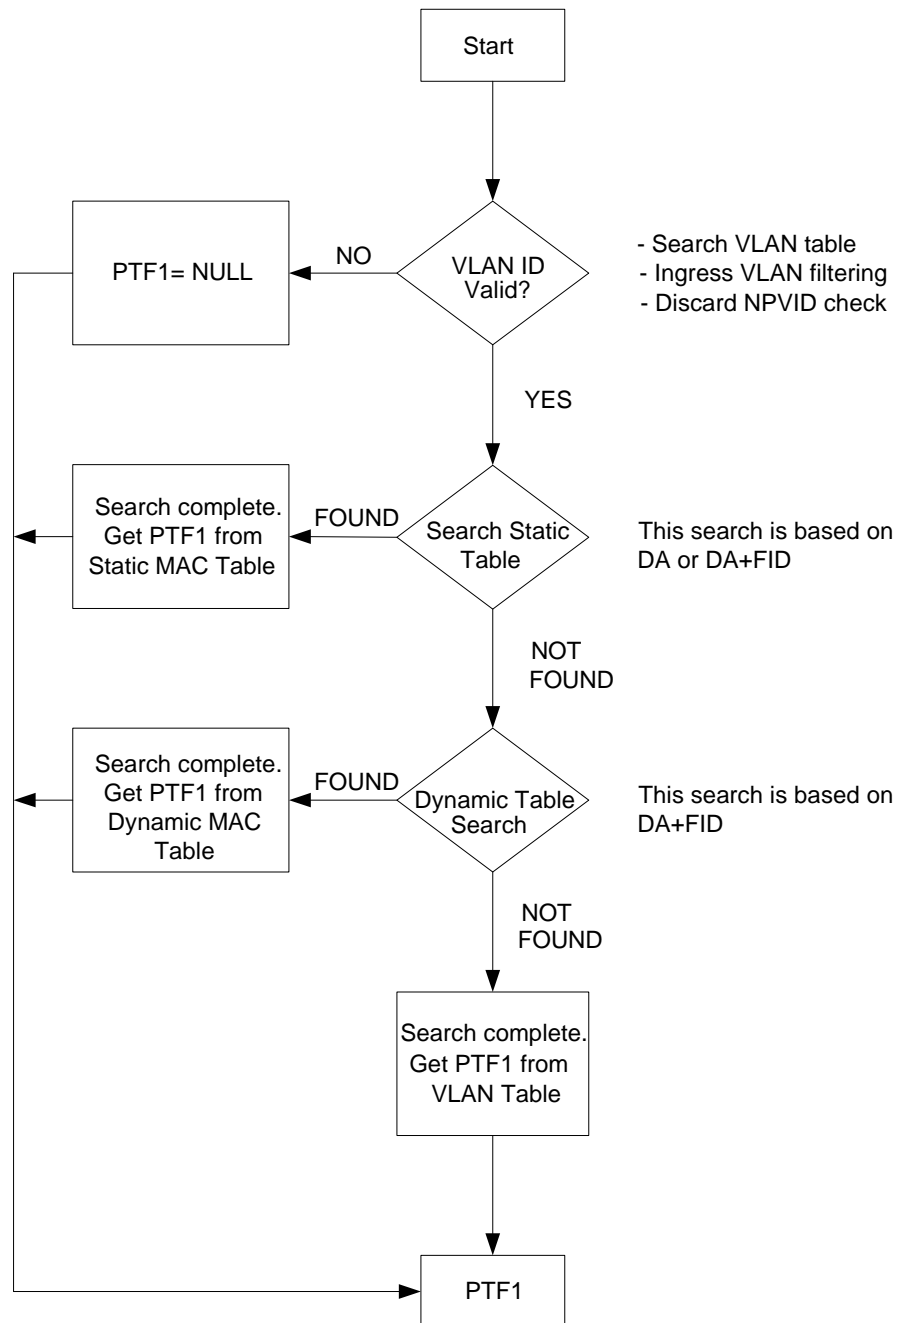 Start
NO
PTF1= NULL
VLAN ID
Valid?
- Search VLAN table
- Ingress VLAN filtering
- Discard NPVID check
YES
Search complete.
Get PTF1 from
Static MAC Table
FOUND
Search Static
Table
This search is based on
DA or DA+FID
NOT
FOUND
Search complete.
Get PTF1 from
Dynamic MAC
Table
FOUND
Dynamic Table
Search
This search is based on
DA+FID
NOT
FOUND
Search complete.
Get PTF1 from
VLAN Table
PTF1